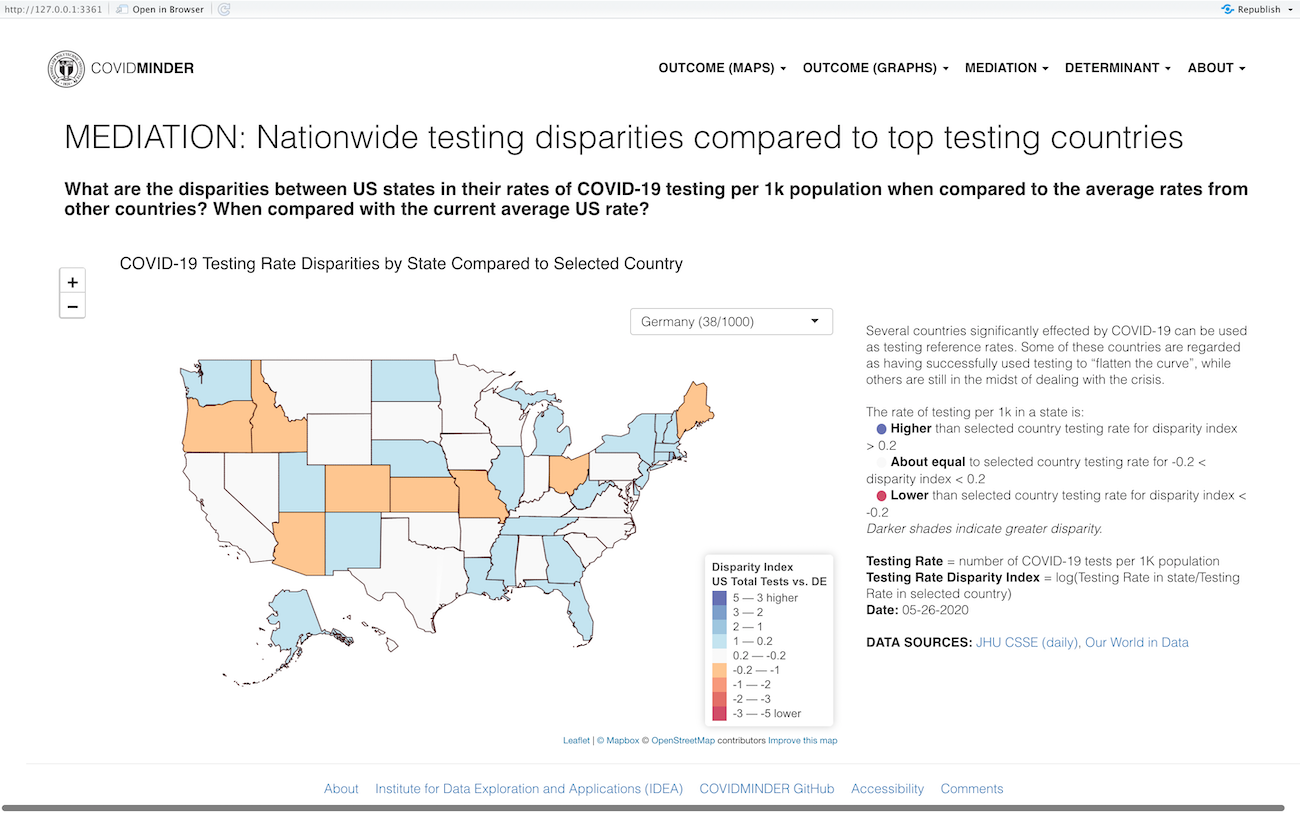 http://127.0.0.1:3361
Open in Browser
Republish
COVIDMINDER
OUTCOME (MAPS)
OUTCOME (GRAPHS)
MEDIATION
DETERMINANT
ABOUT
MEDIATION: Nationwide testing disparities compared to top testing countries
What are the disparities between US states in their rates of COVID-19 testing per 1k population when compared to the average rates from
other countries? When compared with the current average US rate?
+
−
COVID-19 Testing Rate Disparities by State Compared to Selected Country
Germany (38/1000)
Several countries significantly effected by COVID-19 can be used
as testing reference rates. Some of these countries are regarded
as having successfully used testing to “flatten the curve”, while
others are still in the midst of dealing with the crisis.
The rate of testing per 1k in a state is:
Higher than selected country testing rate for disparity index
> 0.2
About equal to selected country testing rate for -0.2 <
disparity index < 0.2
Lower than selected country testing rate for disparity index <
-0.2
Darker shades indicate greater disparity.
Testing Rate = number of COVID-19 tests per 1K population
Testing Rate Disparity Index = log(Testing Rate in state/Testing
Rate in selected country)
Date: 05-26-2020
DATA SOURCES: JHU CSSE (daily), Our World in Data
Disparity Index
US Total Tests vs. DE
5 — 3 higher
3 — 2
2 — 1
1 — 0.2
0.2 — -0.2
-0.2 — -1
-1 — -2
-2 — -3
-3 — -5 lower
Leaflet | © Mapbox © OpenStreetMap contributors Improve this map
About
Institute for Data Exploration and Applications (IDEA)
COVIDMINDER GitHub
Accessibility
Comments